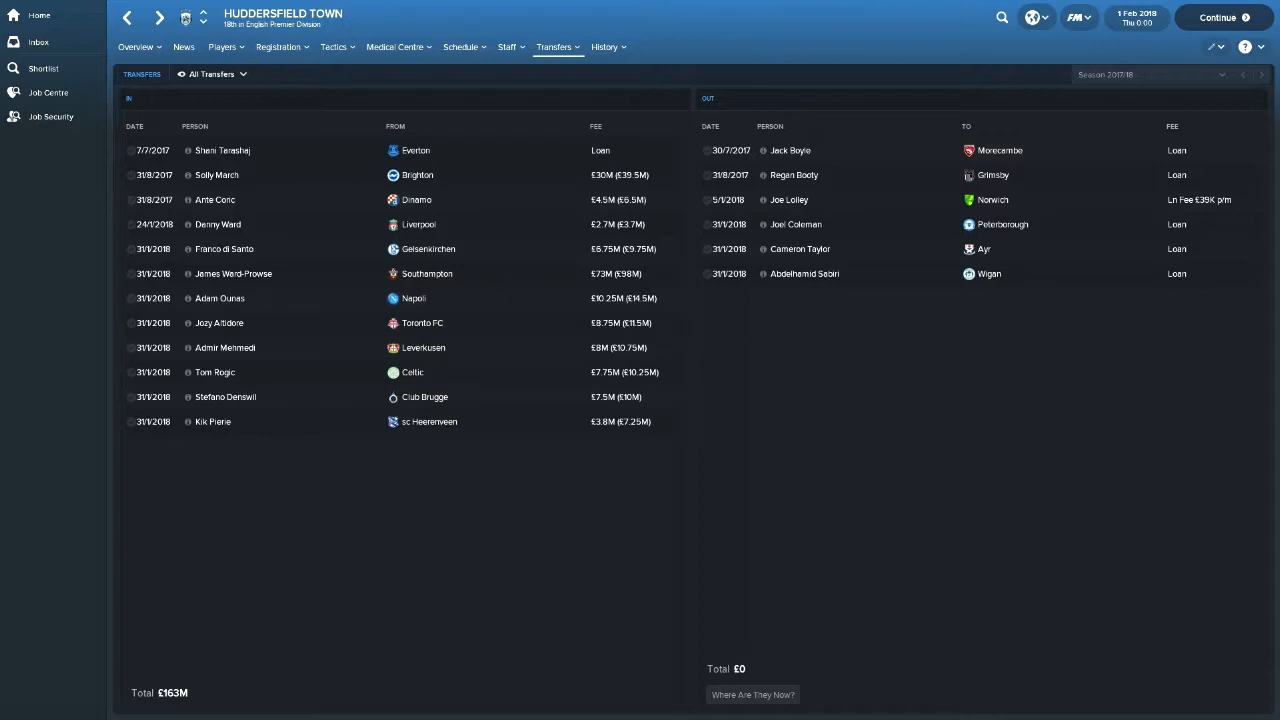 Home
Inbox
Shortlist
Job Centre
Job Security
HUDDERSFIELD TOWN
18th in English Premier Division
FM
1 Feb 2018
Thu 0:00
Continue
Overview News Players Registration Tactics Medical Centre Schedule Staff Transfers History
?
TRANSFERS All Transfers Season 2017/18
IN
DATE PERSON FROM FEE
7/7/2017 Shani Tarashaj Everton Loan
31/8/2017 Solly March Brighton £30M (£39.5M)
31/8/2017 Ante Coric Dinamo £4.5M (£6.5M)
24/1/2018 Danny Ward Liverpool £2.7M (£3.7M)
31/1/2018 Franco di Santo Gelsenkirchen £6.75M (£9.75M)
31/1/2018 James Ward-Prowse Southampton £73M (£98M)
31/1/2018 Adam Ounas Napoli £10.25M (£14.5M)
31/1/2018 Jozy Altidore Toronto FC £8.75M (£11.5M)
31/1/2018 Admir Mehmedi Leverkusen £8M (£10.75M)
31/1/2018 Tom Rogic Celtic £7.75M (£10.25M)
31/1/2018 Stefano Denswil Club Brugge £7.5M (£10M)
31/1/2018 Kik Pierie sc Heerenveen £3.8M (£7.25M)
Total £163M
OUT
DATE PERSON TO FEE
30/7/2017 Jack Boyle Morecambe Loan
31/8/2017 Regan Booty Grimsby Loan
5/1/2018 Joe Lolley Norwich Ln Fee £39K p/m
31/1/2018 Joel Coleman Peterborough Loan
31/1/2018 Cameron Taylor Ayr Loan
31/1/2018 Abdelhamid Sabiri Wigan Loan
Total £0
Where Are They Now?